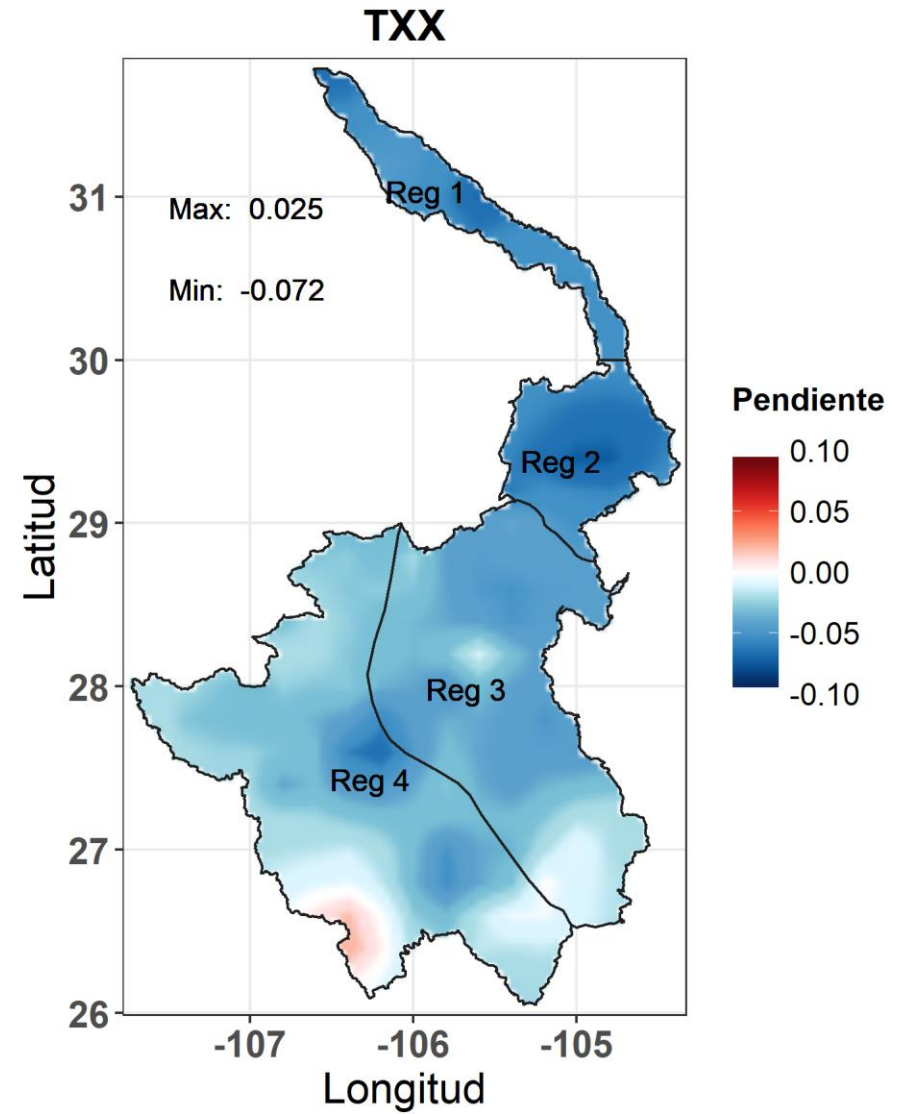 TXX
Reg 1
Max: 0.025
Min: -0.072
Reg 2
Reg 3
Reg 4
Latitud
31
30
29
28
27
26
-107
-106
-105
Longitud
Pendiente
0.10
0.05
0.00
-0.05
-0.10